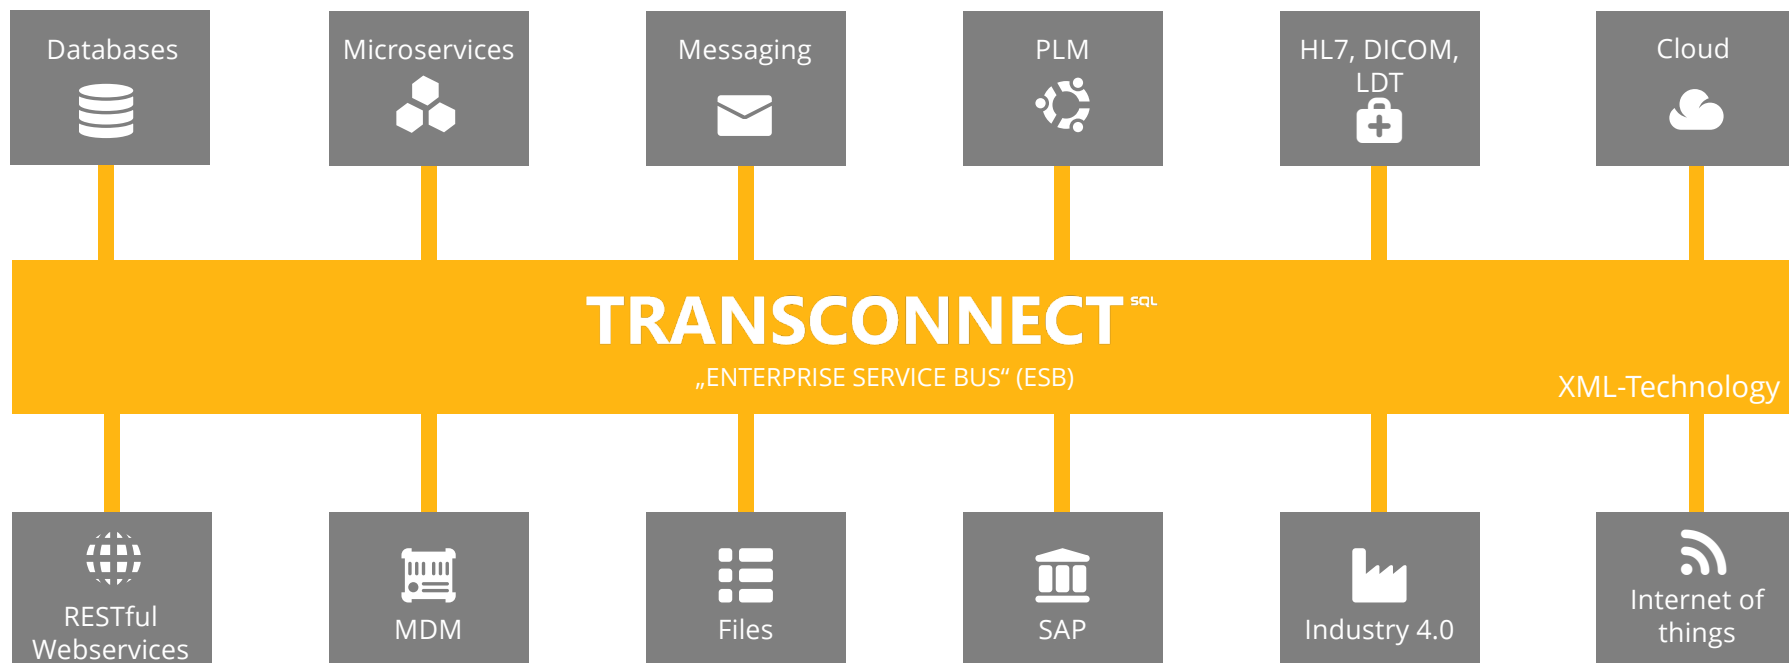 Databases
Microservices
Messaging
PLM
HL7, DICOM,
LDT
Cloud
TRANSCONNECT SQL
„ENTERPRISE SERVICE BUS“ (ESB)
XML-Technology
RESTful
Webservices
MDM
Files
SAP
Industry 4.0
Internet of
things